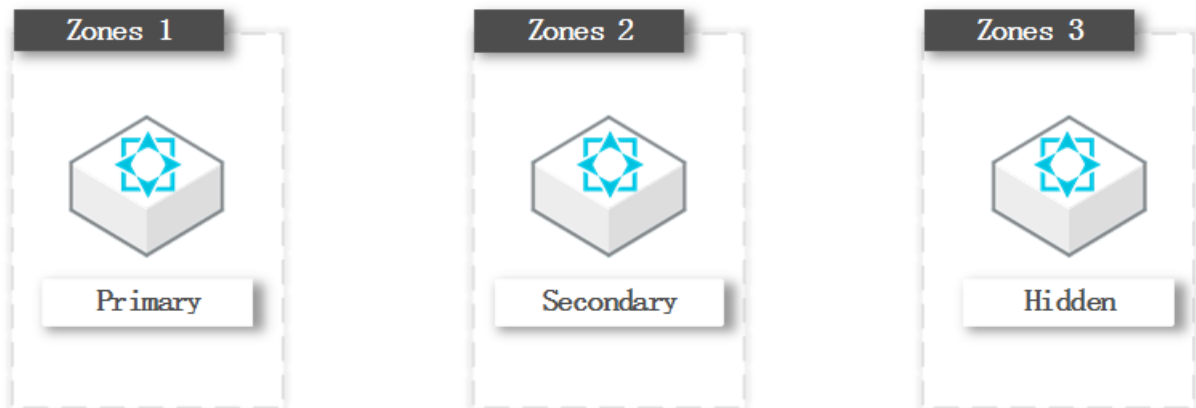 Zones 1
Zones 2
Zones 3
Primary
Secondary
Hidden